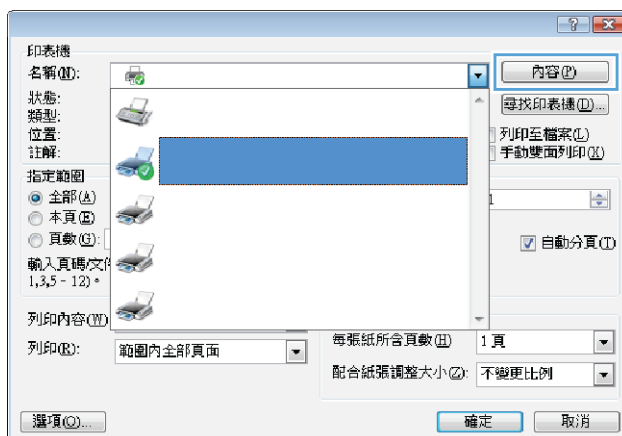 印表機
名稱(N):
內容(P)
狀態:
尋找印表機(D)...
類型:
位置:
列印至檔案(L)
註解:
手動雙面列印(X)
指定範圍
全部(A)
1
本頁(E)
頁數(G):
自動分頁(T)
輸入頁碼/文件
1,3,5 - 12)。
列印內容(W)
列印(R):
範圍內全部頁面
每張紙所含頁數(H)
1 頁
配合紙張調整大小(Z):
不變更比例
選項(O)...
確定
取消